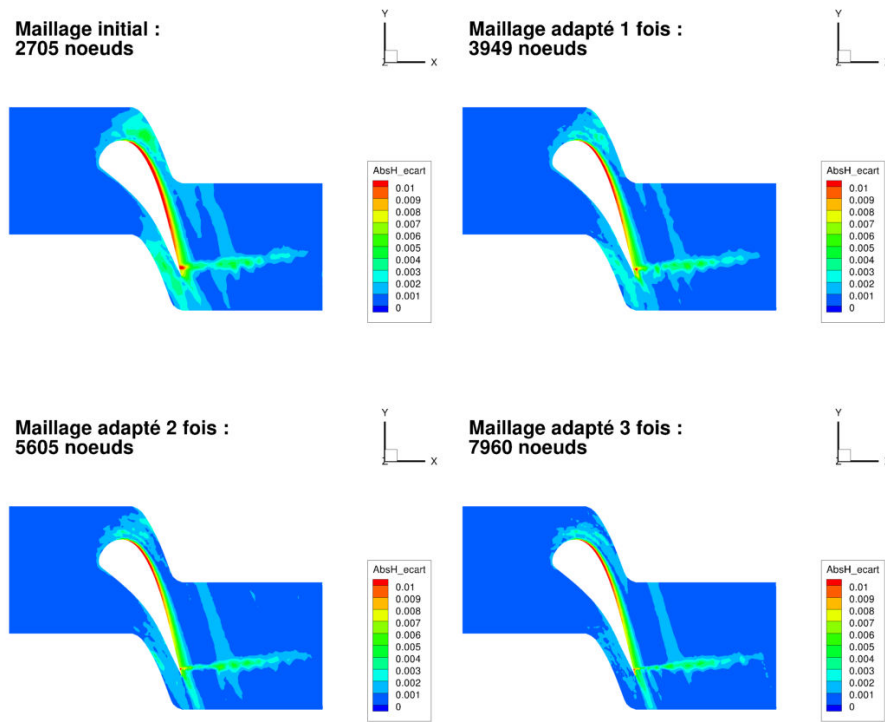 Maillage initial :
2705 noeuds
Y
Z
X
AbsH_ecart
0.01
0.009
0.008
0.007
0.006
0.005
0.004
0.003
0.002
0.001
0
Maillage adapté 1 fois :
3949 noeuds
Y
Z
X
AbsH_ecart
0.01
0.009
0.008
0.007
0.006
0.005
0.004
0.003
0.002
0.001
0
Maillage adapté 2 fois :
5605 noeuds
Y
Z
X
AbsH_ecart
0.01
0.009
0.008
0.007
0.006
0.005
0.004
0.003
0.002
0.001
0
Maillage adapté 3 fois :
7960 noeuds
Y
Z
X
AbsH_ecart
0.01
0.009
0.008
0.007
0.006
0.005
0.004
0.003
0.002
0.001
0